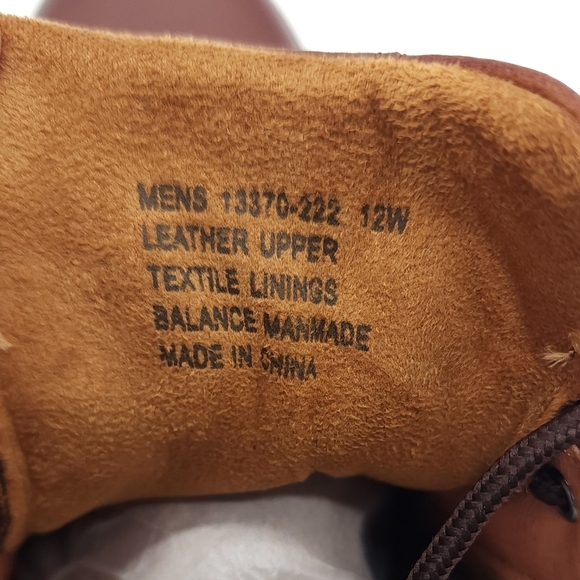 MENS 13370-222 12W
LEATHER UPPER
TEXTILE LININGS
BALANCE MANMADE
MADE IN CHINA